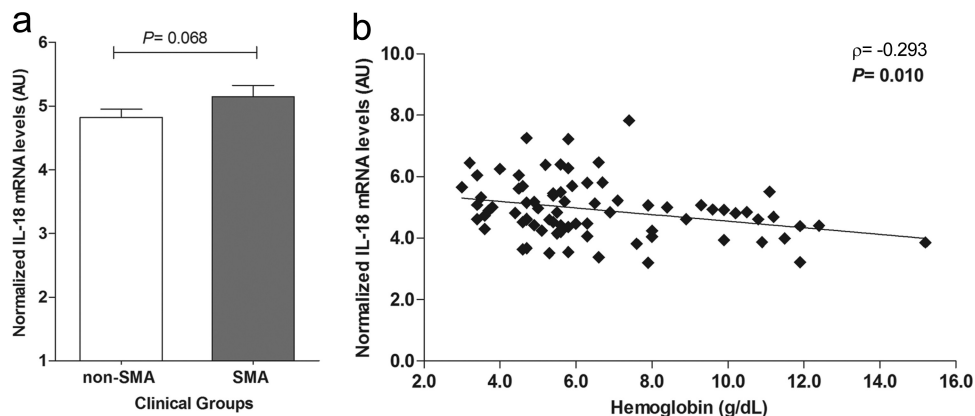 a
P= 0.068
Normalized IL-18 mRNA levels (AU)
6
5
4
3
2
1
non-SMA
SMA
Clinical Groups
b
ρ= -0.293
P= 0.010
Normalized IL-18 mRNA levels (AU)
10.0
8.0
6.0
4.0
2.0
0.0
2.0 4.0 6.0 8.0 10.0 12.0 14.0 16.0
Hemoglobin (g/dL)